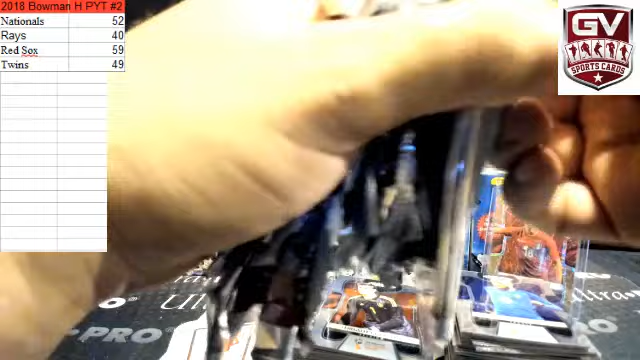 2018 Bowman H PYT #2
Nationals 52
Rays 40
Red Sox 59
Twins 49
GV
SPORTS CARDS
Ultra
-PRO